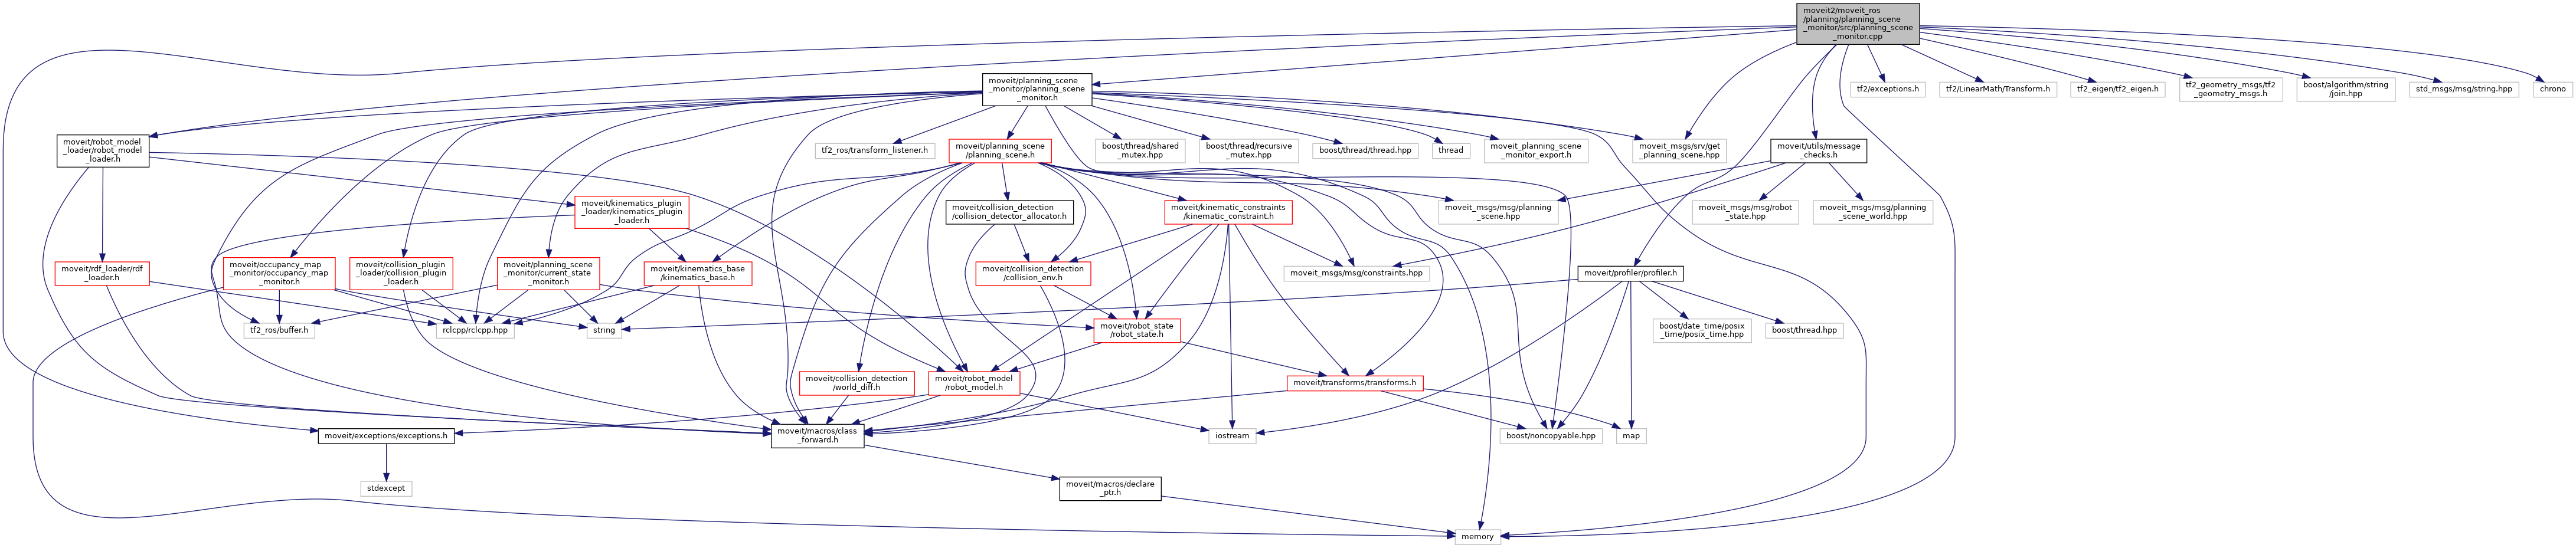 moveit2/moveit_ros
/planning/planning_scene
_monitor/src/planning_scene
_monitor.cpp
moveit/planning_scene
_monitor/planning_scene
_monitor.h
tf2/exceptions.h
tf2/LinearMath/Transform.h
tf2_eigen/tf2_eigen.h
tf2_geometry_msgs/tf2
_geometry_msgs.h
boost/algorithm/string
/join.hpp
std_msgs/msg/string.hpp
chrono
moveit/robot_model
_loader/robot_model
_loader.h
tf2_ros/transform_listener.h
moveit/planning_scene
/planning_scene.h
boost/thread/shared
_mutex.hpp
boost/thread/recursive
_mutex.hpp
boost/thread/thread.hpp
thread
moveit_planning_scene
_monitor_export.h
moveit_msgs/srv/get
_planning_scene.hpp
moveit/utils/message
_checks.h
moveit/kinematics_plugin
_loader/kinematics_plugin
_loader.h
moveit/collision_detection
/collision_detector_allocator.h
moveit/kinematic_constraints
/kinematic_constraint.h
moveit_msgs/msg/planning
_scene.hpp
moveit_msgs/msg/robot
_state.hpp
moveit_msgs/msg/planning
_scene_world.hpp
moveit/rdf_loader/rdf
_loader.h
moveit/occupancy_map
_monitor/occupancy_map
_monitor.h
moveit/collision_plugin
_loader/collision_plugin
_loader.h
moveit/planning_scene
_monitor/current_state
_monitor.h
moveit/kinematics_base
/kinematics_base.h
moveit/collision_detection
/collision_env.h
moveit_msgs/msg/constraints.hpp
moveit/profiler/profiler.h
tf2_ros/buffer.h
rclcpp/rclcpp.hpp
string
moveit/robot_state
/robot_state.h
boost/date_time/posix
_time/posix_time.hpp
boost/thread.hpp
moveit/collision_detection
/world_diff.h
moveit/robot_model
/robot_model.h
moveit/transforms/transforms.h
moveit/exceptions/exceptions.h
moveit/macros/class
_forward.h
iostream
boost/noncopyable.hpp
map
stdexcept
moveit/macros/declare
_ptr.h
memory